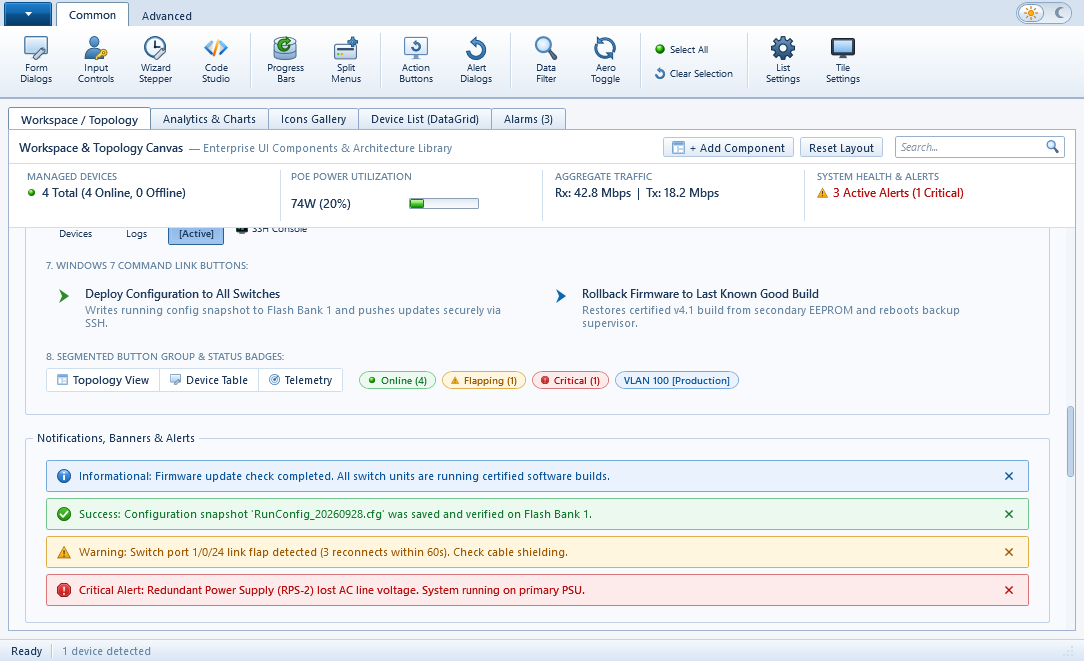 Common
Advanced
Form Dialogs
Input Controls
Wizard Stepper
Code Studio
Progress Bars
Split Menus
Action Buttons
Alert Dialogs
Data Filter
Aero Toggle
Select All
Clear Selection
List Settings
Tile Settings
Workspace / Topology
Analytics & Charts
Icons Gallery
Device List (DataGrid)
Alarms (3)
Workspace & Topology Canvas — Enterprise UI Components & Architecture Library
+ Add Component
Reset Layout
Search...
MANAGED DEVICES
4 Total (4 Online, 0 Offline)
POE POWER UTILIZATION
74W (20%)
AGGREGATE TRAFFIC
Rx: 42.8 Mbps | Tx: 18.2 Mbps
SYSTEM HEALTH & ALERTS
3 Active Alerts (1 Critical)
Devices
Logs
[Active]
SSH Console
7. WINDOWS 7 COMMAND LINK BUTTONS:
Deploy Configuration to All Switches
Writes running config snapshot to Flash Bank 1 and pushes updates securely via
SSH.
Rollback Firmware to Last Known Good Build
Restores certified v4.1 build from secondary EEPROM and reboots backup
supervisor.
8. SEGMENTED BUTTON GROUP & STATUS BADGES:
Topology View
Device Table
Telemetry
Online (4)
Flapping (1)
Critical (1)
VLAN 100 [Production]
Notifications, Banners & Alerts
Informational: Firmware update check completed. All switch units are running certified software builds.
Success: Configuration snapshot 'RunConfig_20260928.cfg' was saved and verified on Flash Bank 1.
Warning: Switch port 1/0/24 link flap detected (3 reconnects within 60s). Check cable shielding.
Critical Alert: Redundant Power Supply (RPS-2) lost AC line voltage. System running on primary PSU.
Ready
1 device detected